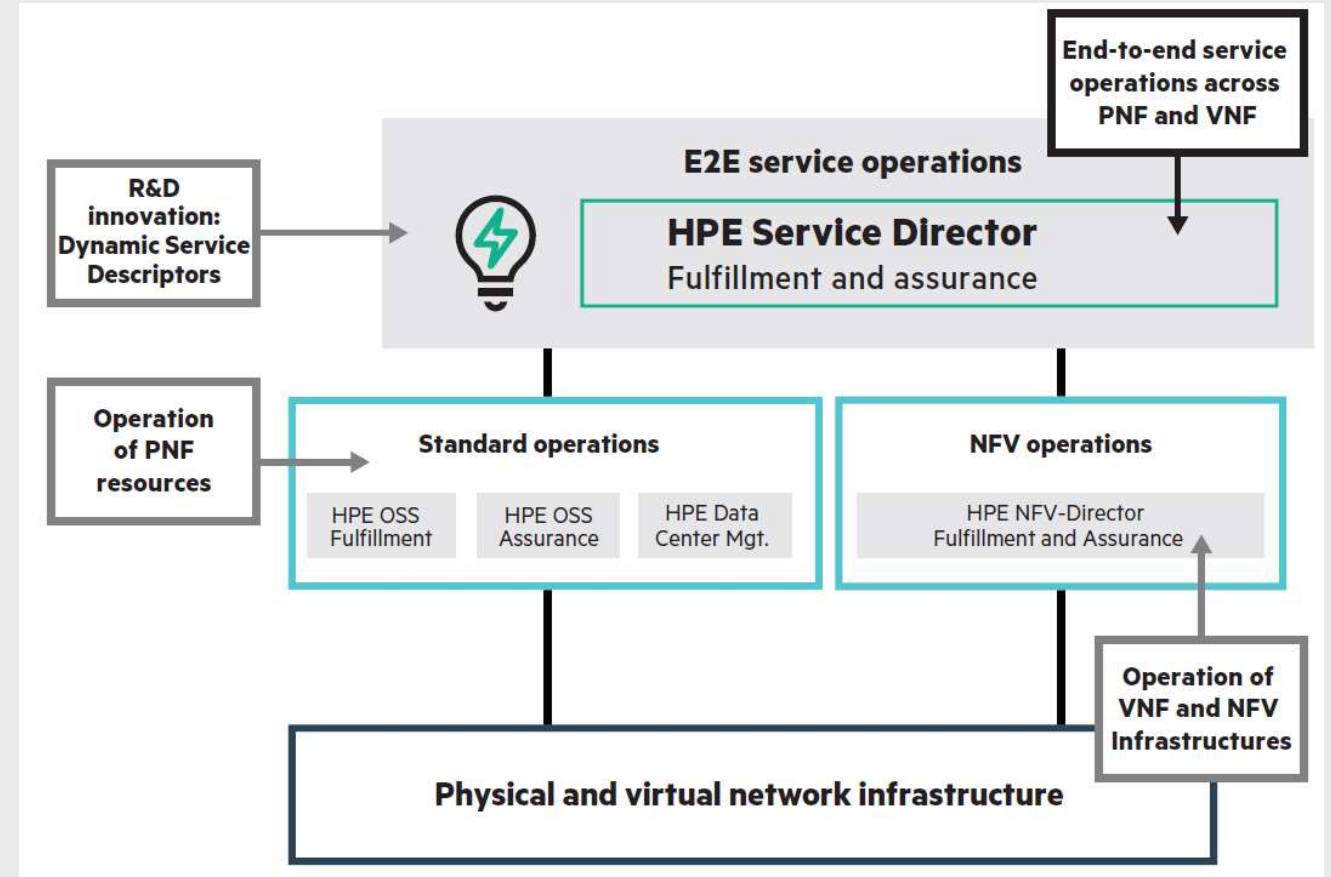 End-to-end service
operations across
PNF and VNF
E2E service operations
R&D
innovation:
Dynamic Service
Descriptors
HPE Service Director
Fulfillment and assurance
Operation
of PNF
resources
Standard operations
HPE OSS
Fulfillment
HPE OSS
Assurance
HPE Data
Center Mgt.
NFV operations
HPE NFV-Director
Fulfillment and Assurance
Operation of
VNF and NFV
Infrastructures
Physical and virtual network infrastructure